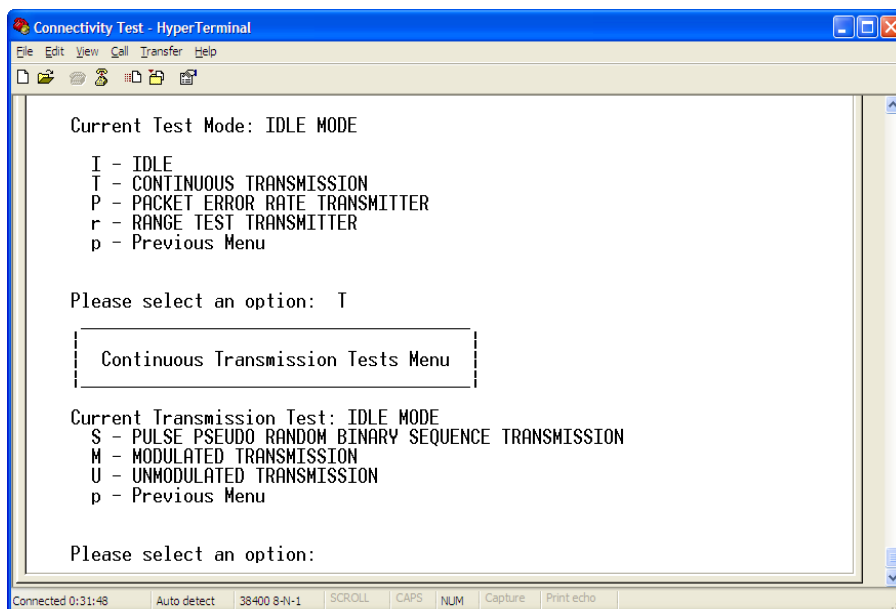 Connectivity Test - HyperTerminal
File Edit View Call Transfer Help
Current Test Mode: IDLE MODE
I - IDLE
T - CONTINUOUS TRANSMISSION
P - PACKET ERROR RATE TRANSMITTER
r - RANGE TEST TRANSMITTER
p - Previous Menu
Please select an option: T
Continuous Transmission Tests Menu
Current Transmission Test: IDLE MODE
S - PULSE PSEUDO RANDOM BINARY SEQUENCE TRANSMISSION
M - MODULATED TRANSMISSION
U - UNMODULATED TRANSMISSION
p - Previous Menu
Please select an option:
Connected 0:31:48 Auto detect 38400 8-N-1 SCROLL CAPS NUM Capture Print echo